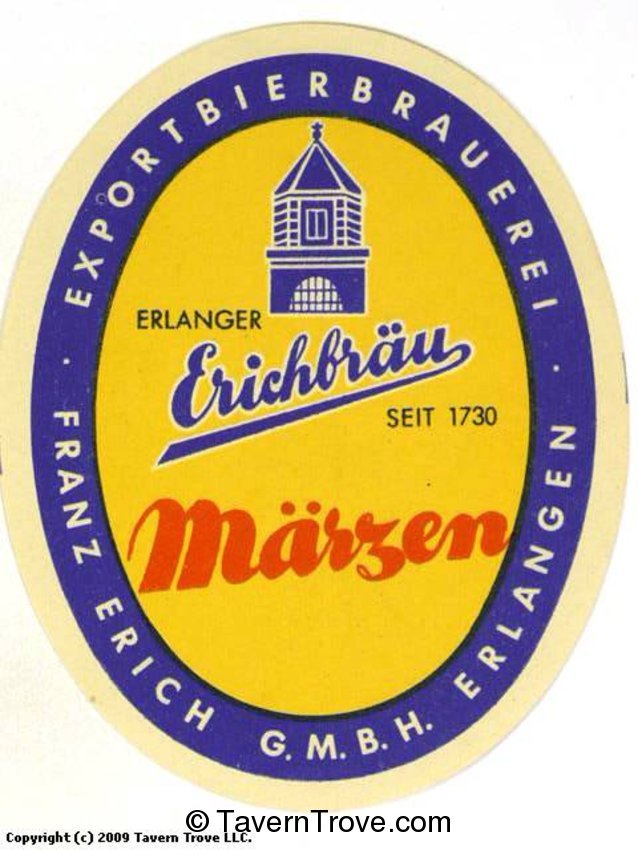 · EXPORTBIERBRAUEREI ·
ERLANGER
Erichbräu
SEIT 1730
Märzen
FRANZ ERICH G.M.B.H. ERLANGEN
© TavernTrove.com
Copyright (c) 2009 Tavern Trove LLC.